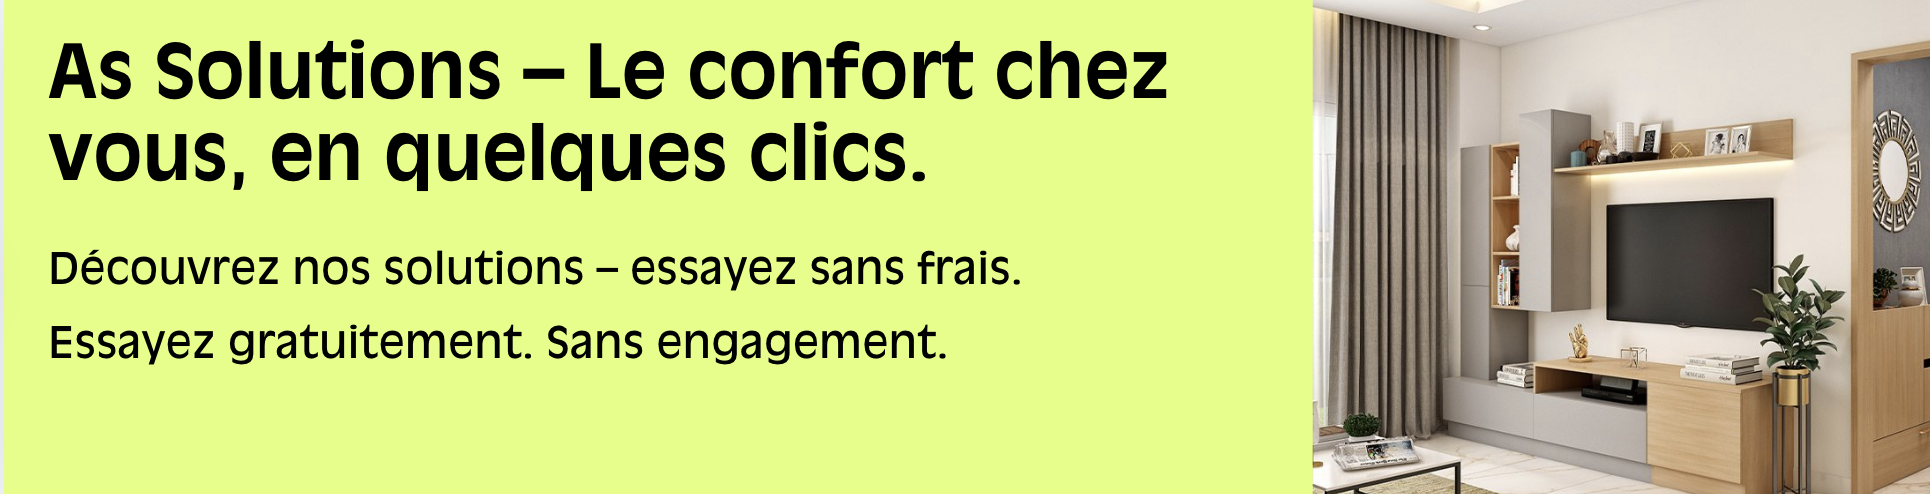 As Solutions – Le confort chez
vous, en quelques clics.
Découvrez nos solutions – essayez sans frais.
Essayez gratuitement. Sans engagement.